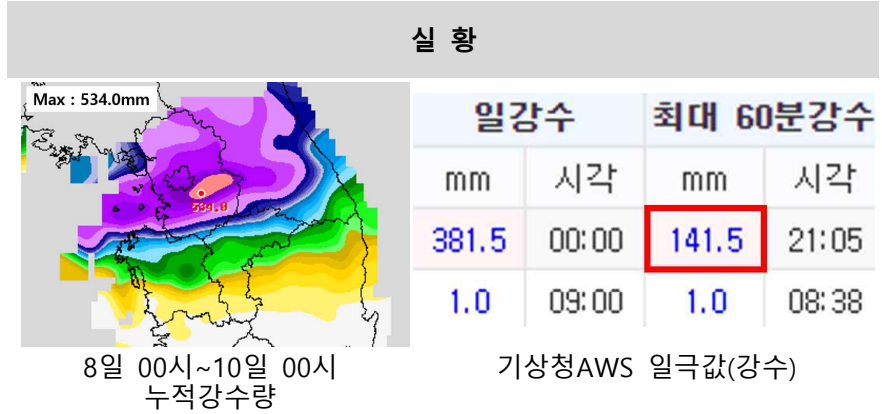 실 황
Max : 534.0mm
534.0
일강수 최대 60분강수
mm 시각 mm 시각
381.5 00:00 141.5 21:05
1.0 09:00 1.0 08:38
8일 00시~10일 00시
누적강수량
기상청AWS 일극값(강수)